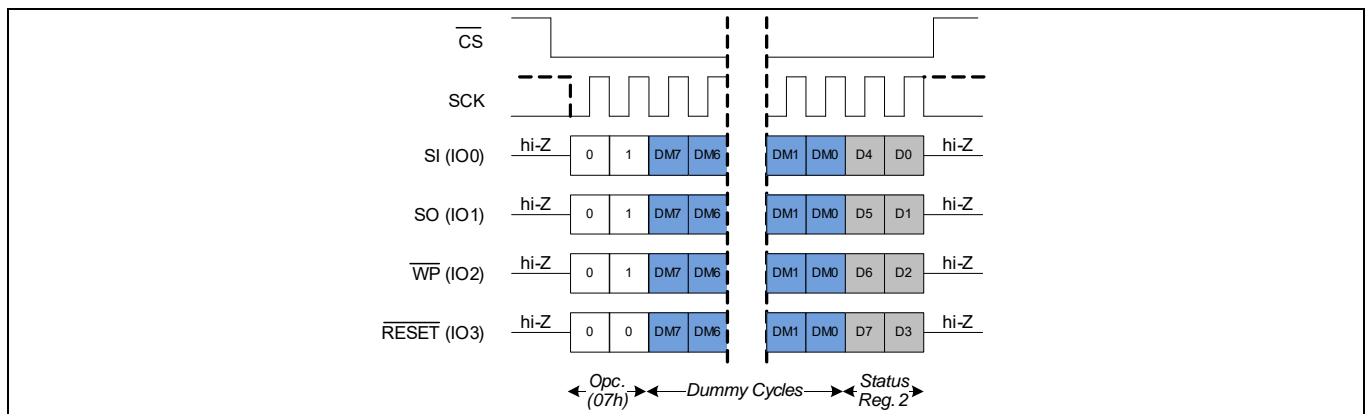 CS
SCK
SI (IO0) hi-Z 0 1 DM7 DM6 DM1 DM0 D4 D0 hi-Z
SO (IO1) hi-Z 0 1 DM7 DM6 DM1 DM0 D5 D1 hi-Z
WP (IO2) hi-Z 0 1 DM7 DM6 DM1 DM0 D6 D2 hi-Z
RESET (IO3) hi-Z 0 0 DM7 DM6 DM1 DM0 D7 D3 hi-Z
Opc. Dummy Cycles Status
(07h) Reg. 2